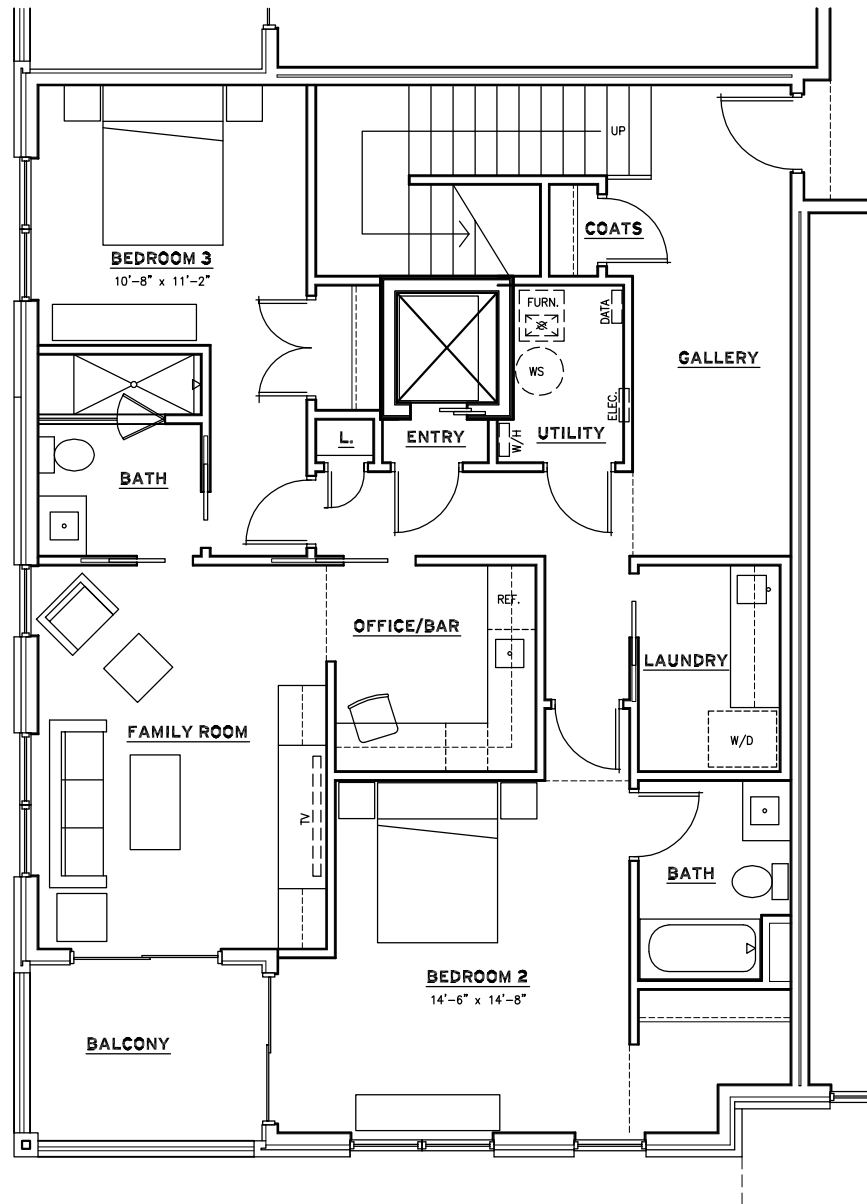 UP
COATS
BEDROOM 3
10'-8" x 11'-2"
FURN.
DATA
WS
GALLERY
ELEC.
L.
ENTRY
W/H
UTILITY
BATH
REF.
OFFICE/BAR
LAUNDRY
FAMILY ROOM
W/D
TV
BATH
BEDROOM 2
14'-6" x 14'-8"
BALCONY